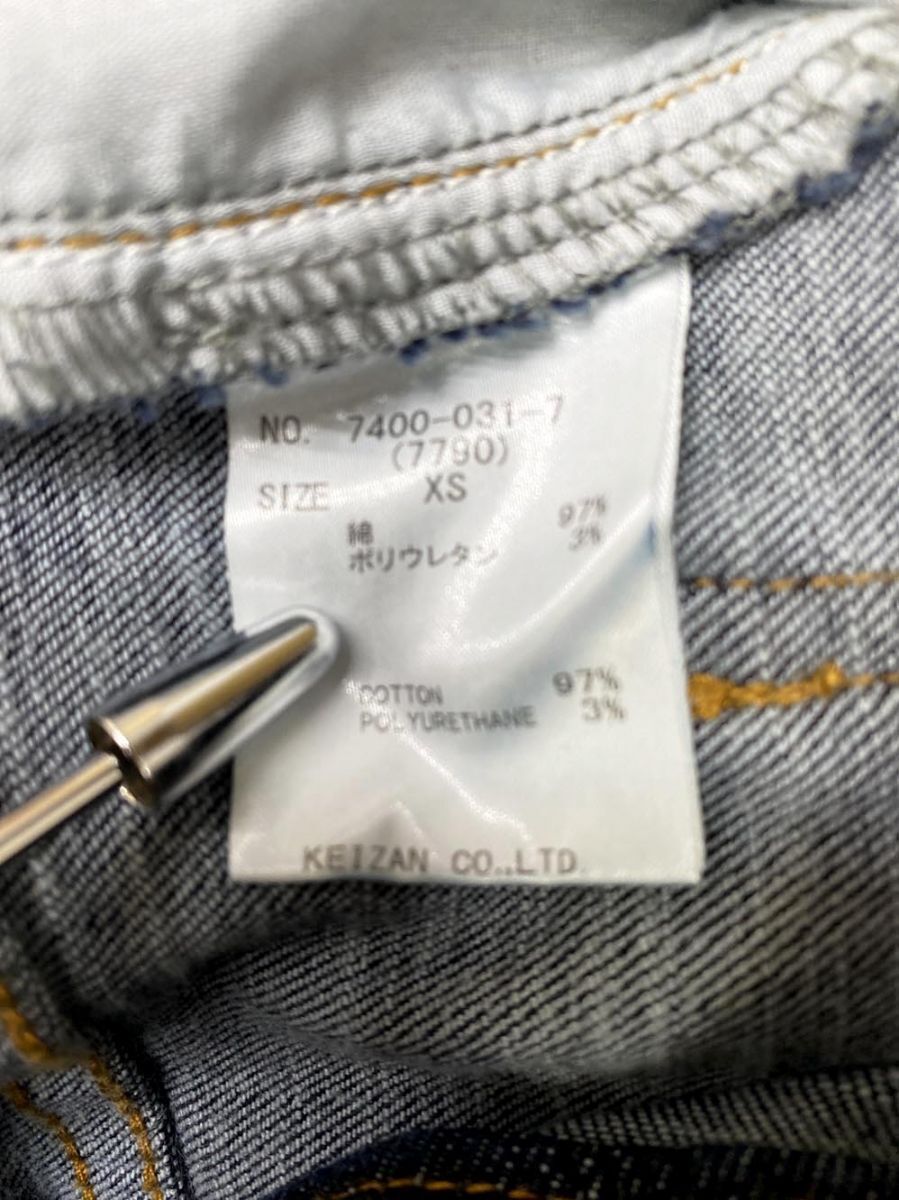 NO. 7400-031-7
(7790)
SIZE XS
綿 97%
ポリウレタン 3%
COTTON 97%
POLYURETHANE 3%
KEIZAN CO.,LTD.